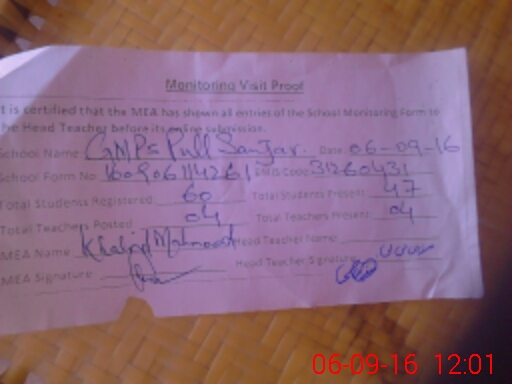 Monitoring Visit Proof
It is certified that the MEA has shown all entries of the School Monitoring Form to
the Head Teacher before its online submission.
School Name: GMPS Pull Sanjar. Date: 06-09-16
School Form No: 160906114261 EMIS Code: 31260431
Total Students Registered: 60 Total Students Present: 47
Total Teachers Posted: 04 Total Teachers Present: 04
MEA Name: Khalid Mahmood Head Teacher Name:
MEA Signature: Head Teacher Signature:
06-09-16 12:01